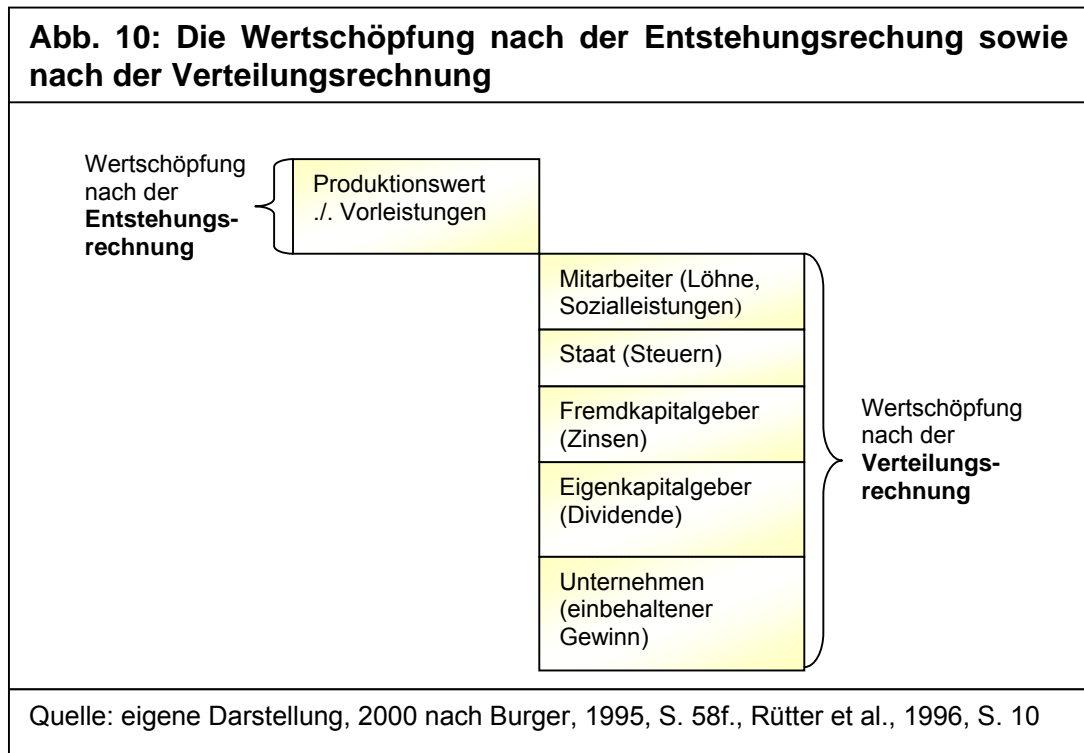 Abb. 10: Die Wertschöpfung nach der Entstehungsrechung sowie
nach der Verteilungsrechnung
Wertschöpfung
nach der
Entstehungs-
rechnung
Produktionswert
./. Vorleistungen
Mitarbeiter (Löhne,
Sozialleistungen)
Staat (Steuern)
Fremdkapitalgeber
(Zinsen)
Eigenkapitalgeber
(Dividende)
Unternehmen
(einbehaltener
Gewinn)
Wertschöpfung
nach der
Verteilungs-
rechnung
Quelle: eigene Darstellung, 2000 nach Burger, 1995, S. 58f., Rütter et al., 1996, S. 10